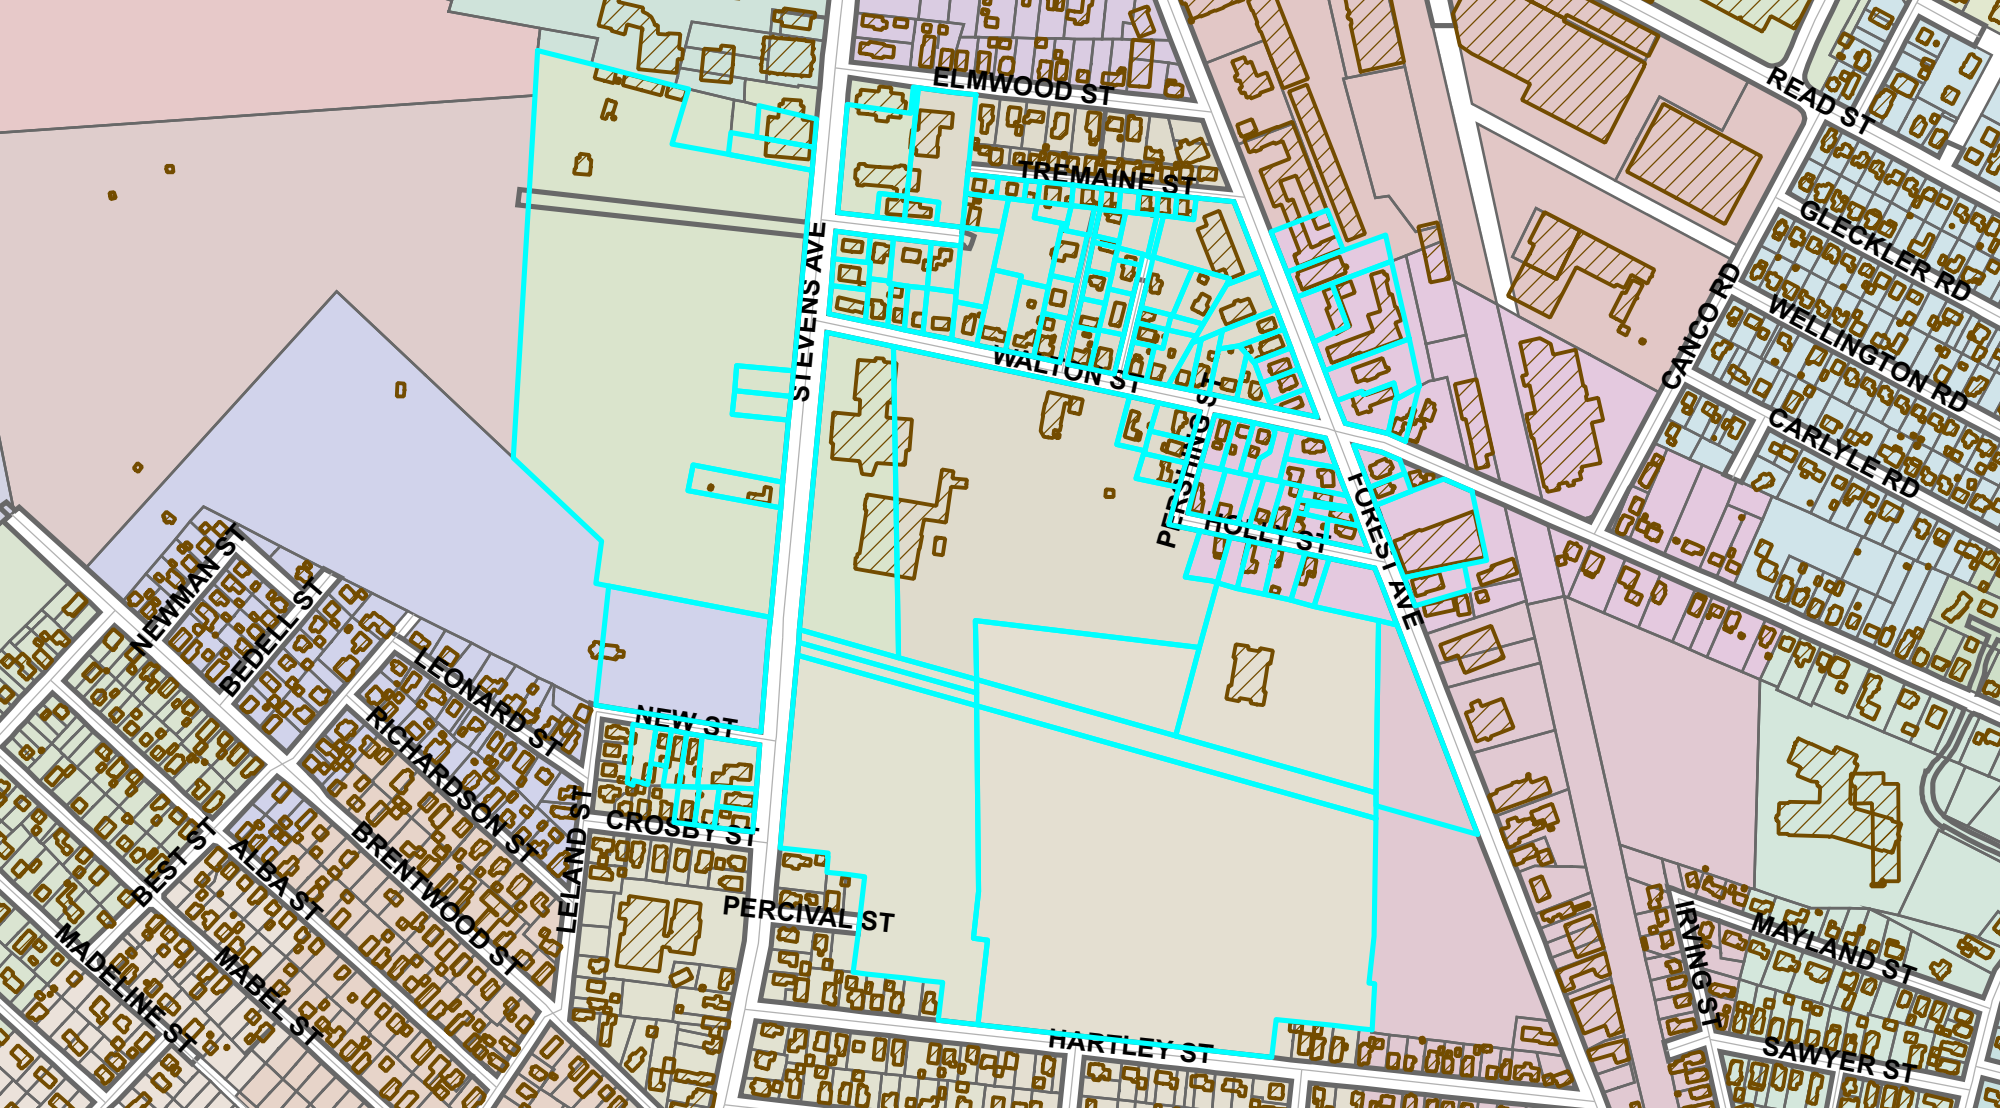 ELMWOOD ST
READ ST
TREMAINE ST
GLECKLER RD
STEVENS AVE
CANCO RD
WELLINGTON RD
WALTON ST
CARLYLE RD
PERSHING ST
FOREST AVE
HOLLY ST
NEWMAN ST
BEDELL ST
LEONARD ST
NEW ST
RICHARDSON ST
CROSBY ST
LELAND ST
BEST ST
ALBA ST
BRENTWOOD ST
PERCIVAL ST
MADELINE ST
MABEL ST
IRVING ST
MAYLAND ST
HARTLEY ST
SAWYER ST